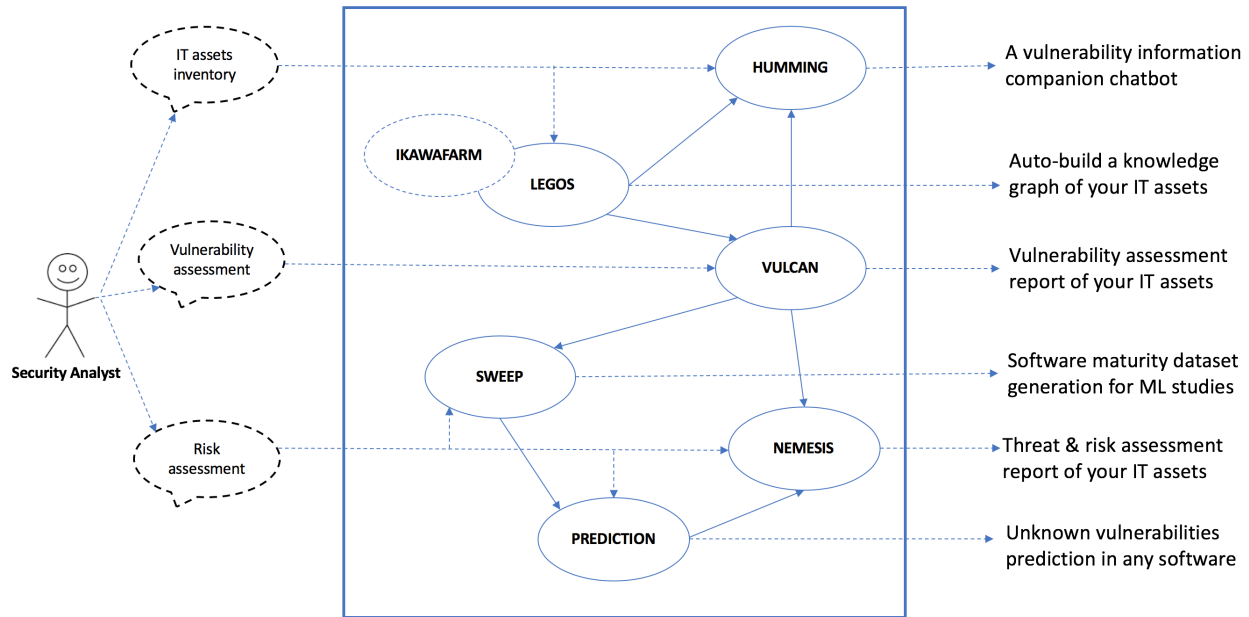 IT assets
inventory
HUMMING
A vulnerability information
companion chatbot
IKAWAFARM
LEGOS
Auto-build a knowledge
graph of your IT assets
Vulnerability
assessment
VULCAN
Vulnerability assessment
report of your IT assets
Security Analyst
SWEEP
Software maturity dataset
generation for ML studies
Risk
assessment
NEMESIS
Threat & risk assessment
report of your IT assets
PREDICTION
Unknown vulnerabilities
prediction in any software